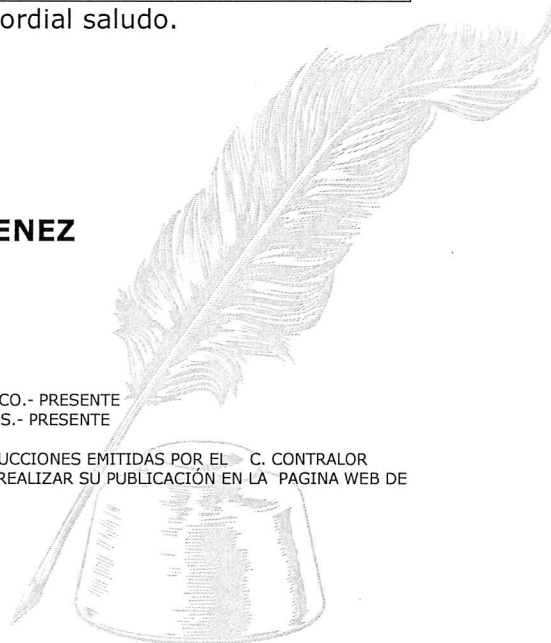 ordial saludo.
ENEZ
CO.- PRESENTE
S.- PRESENTE
UCCIONES EMITIDAS POR EL C. CONTRALOR
REALIZAR SU PUBLICACIÓN EN LA PAGINA WEB DE